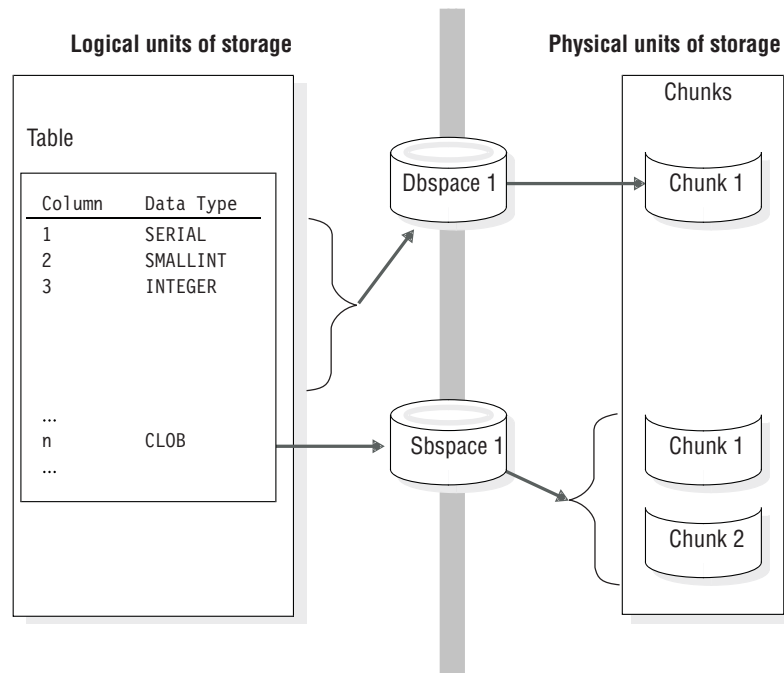 Logical units of storage
Physical units of storage
Chunks
Table
Dbspace 1
Chunk 1
Column Data Type
1 SERIAL
2 SMALLINT
3 INTEGER
...
n CLOB
...
Sbspace 1
Chunk 1
Chunk 2